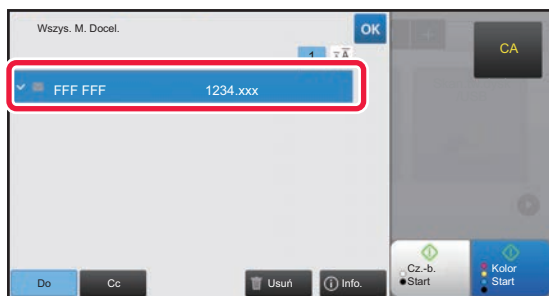 Wszys. M. Docel.
OK
CA
1
FFF FFF 1234.xxx
Do
Cc
Usuń
Info.
Cz.-b.
Start
Kolor
Start